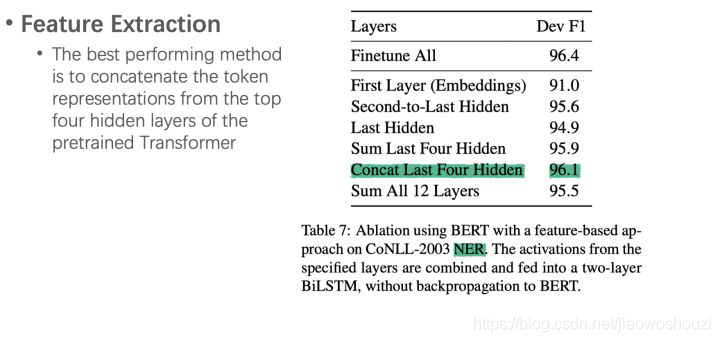 • Feature Extraction
• The best performing method
is to concatenate the token
representations from the top
four hidden layers of the
pretrained Transformer
Layers Dev F1
Finetune All 96.4
First Layer (Embeddings) 91.0
Second-to-Last Hidden 95.6
Last Hidden 94.9
Sum Last Four Hidden 95.9
Concat Last Four Hidden 96.1
Sum All 12 Layers 95.5
Table 7: Ablation using BERT with a feature-based ap-
proach on CoNLL-2003 NER. The activations from the
specified layers are combined and fed into a two-layer
BiLSTM, without backpropagation to BERT.
https://blog.csdn.net/jiaowoshouzi